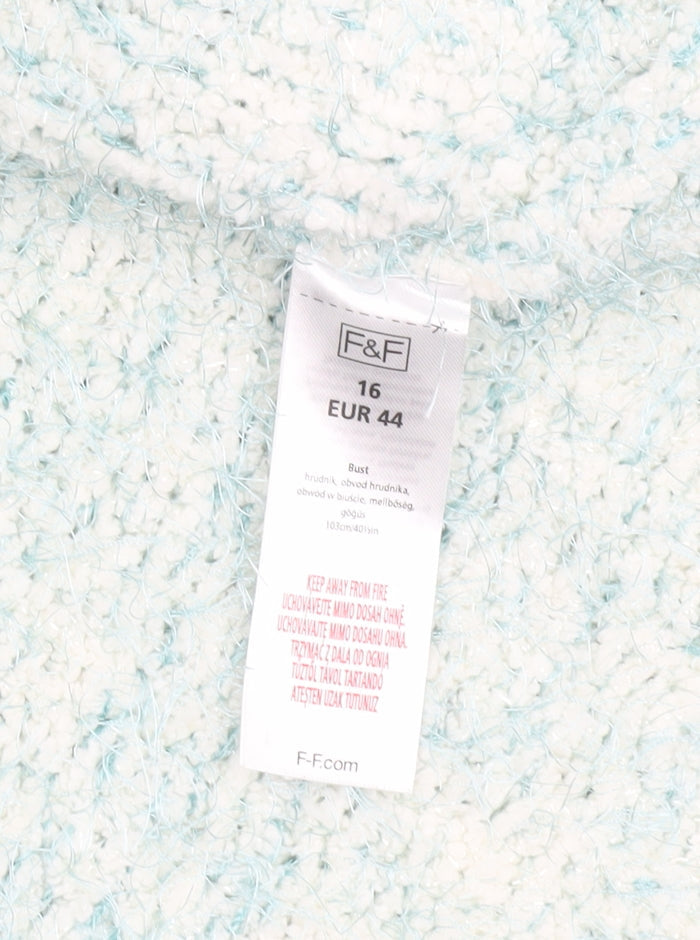 F&F
16
EUR 44
Bust
hrudník, obvod hrudníka,
obwód w biuście, mellbőség,
göğüs
103cm/40½in
KEEP AWAY FROM FIRE
UCHOVÁVEJTE MIMO DOSAH OHNĚ.
UCHOVÁVAJTE MIMO DOSAHU OHŇA.
TRZYMAĆ Z DALA OD OGNIA
TŰZTŐL TÁVOL TARTANDÓ
ATEŞTEN UZAK TUTUNUZ
F-F.com